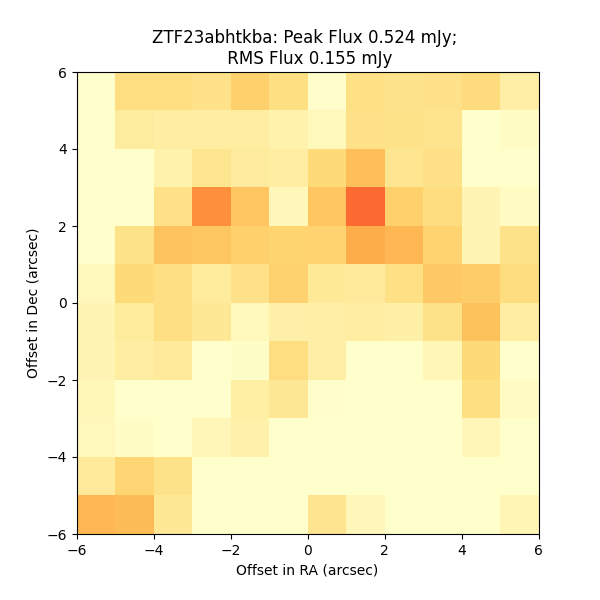 ZTF23abhtkba: Peak Flux 0.524 mJy;
RMS Flux 0.155 mJy
6
4
2
0
−2
−4
−6
Offset in Dec (arcsec)
−6 −4 −2 0 2 4 6
Offset in RA (arcsec)